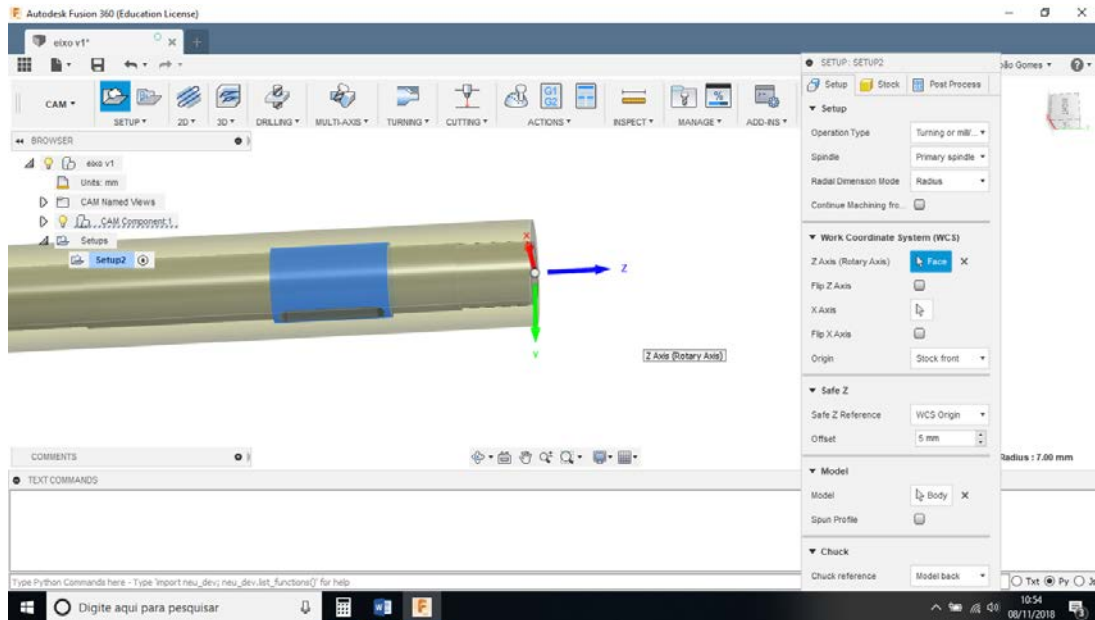 Autodesk Fusion 360 (Education License)
eixo v1*
CAM
SETUP
2D
3D
DRILLING
MULTI-AXIS
TURNING
CUTTING
ACTIONS
INSPECT
MANAGE
ADD-INS
G1
G2
%
João Gomes
BROWSER
eixo v1
Units: mm
CAM Named Views
CAM Component:1
Setups
Setup2
X
Z
Y
Z Axis (Rotary Axis)
SETUP: SETUP2
Setup Stock Post Process
Setup
Operation Type Turning or mill/...
Spindle Primary spindle
Radial Dimension Mode Radius
Continue Machining fro...
Work Coordinate System (WCS)
Z Axis (Rotary Axis) Face
Flip Z Axis
X Axis
Flip X Axis
Origin Stock front
Safe Z
Safe Z Reference WCS Origin
Offset 5 mm
Model
Model Body
Spun Profile
Chuck
Chuck reference Model back
Radius : 7.00 mm
COMMENTS
TEXT COMMANDS
Type Python Commands here - Type 'import neu_dev; neu_dev.list_functions()' for help
Txt Py
Digite aqui para pesquisar
10:54
08/11/2018